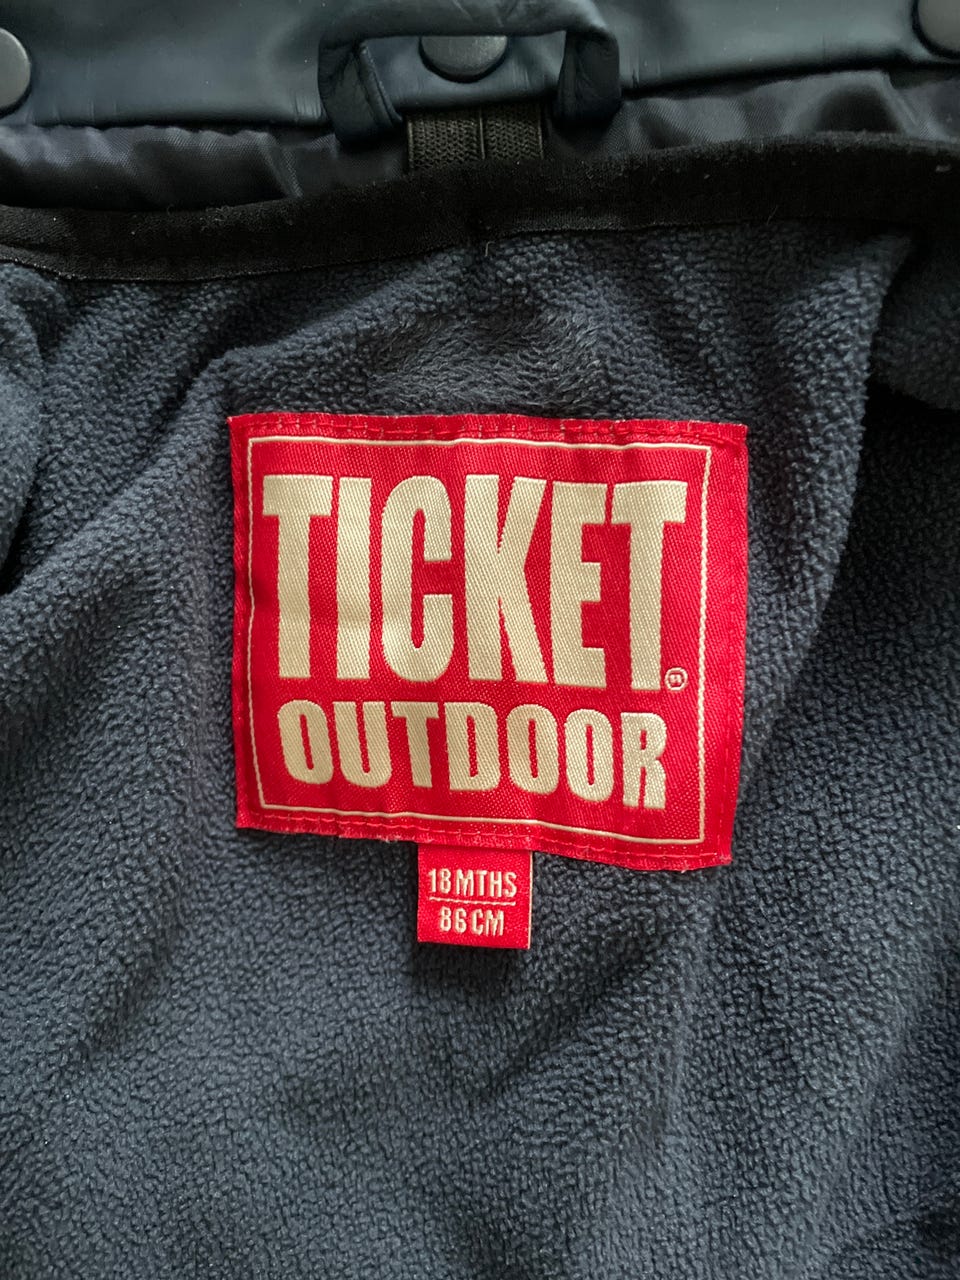 TICKET®
OUTDOOR
18 MTHS
86 CM